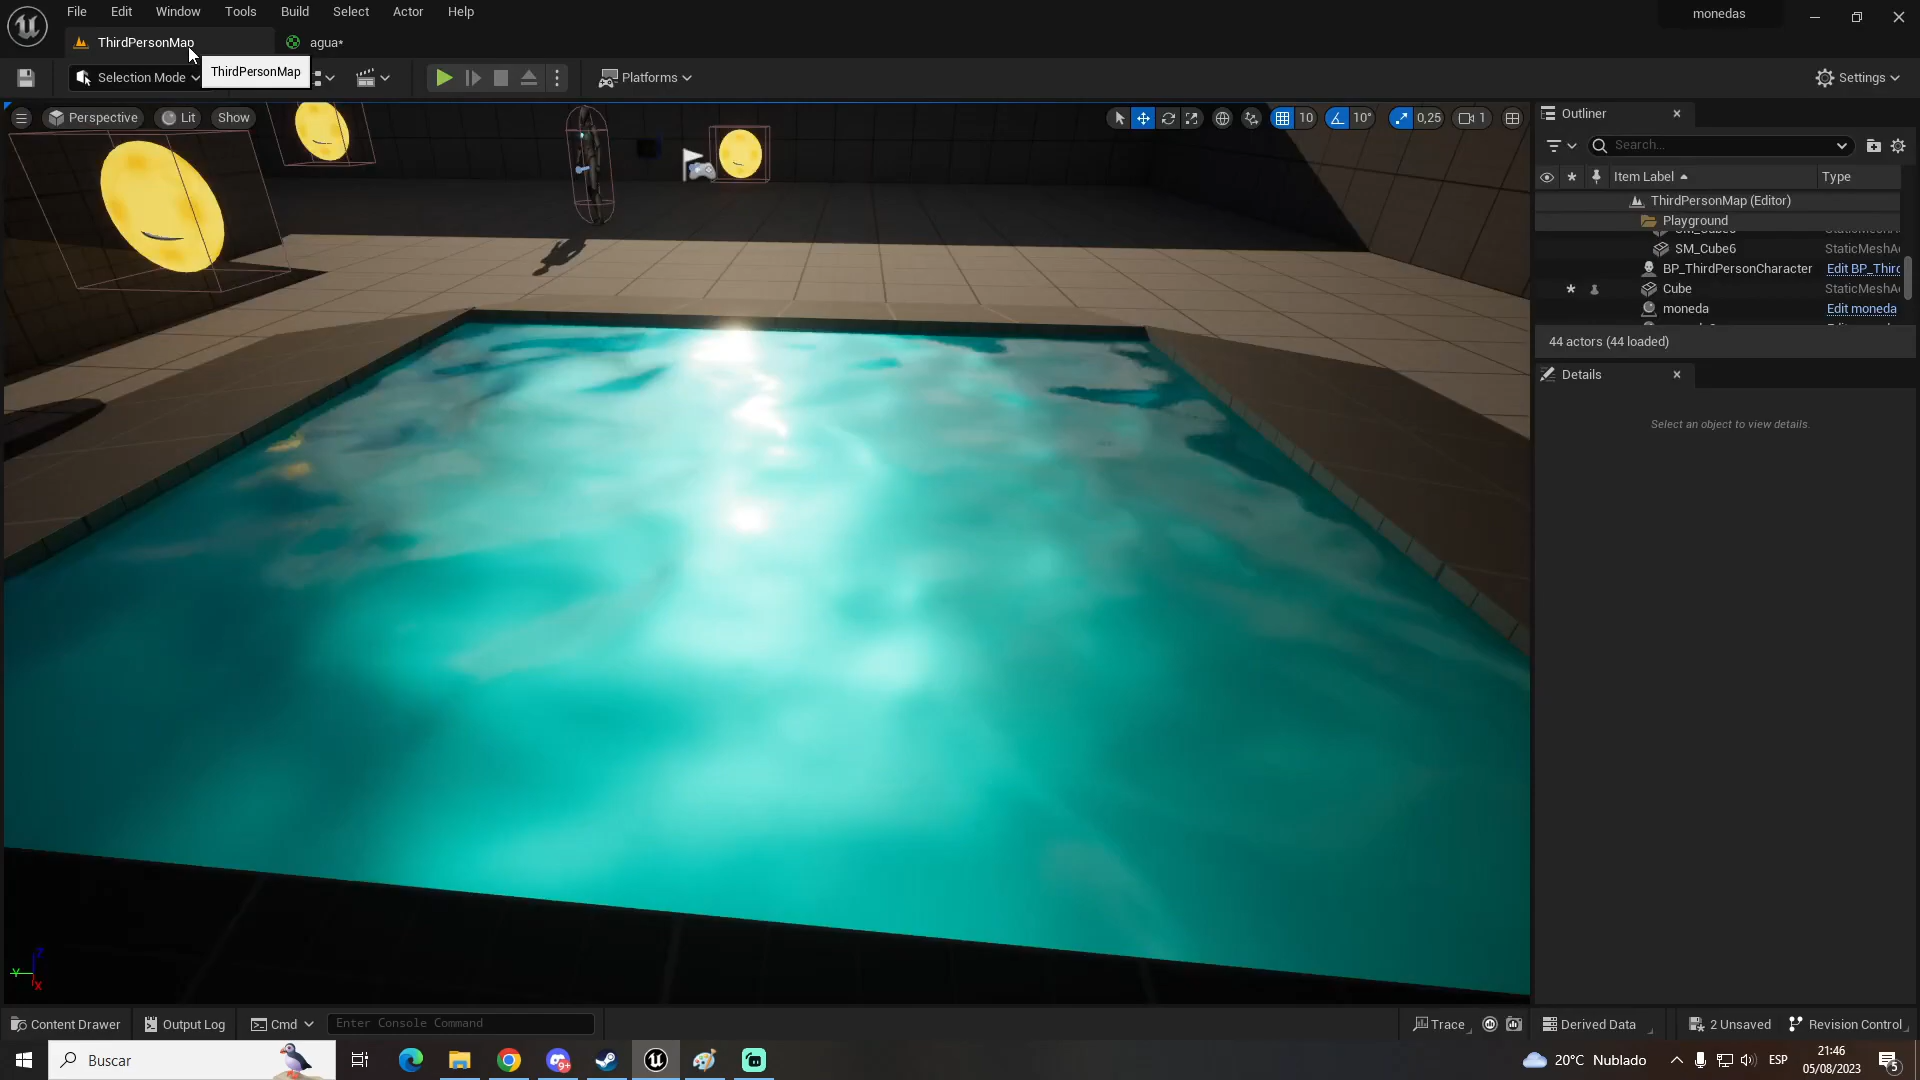 File Edit Window Tools Build Select Actor Help
monedas
ThirdPersonMap
agua*
Selection Mode
ThirdPersonMap
Platforms
Settings
Perspective
Lit
Show
10
10°
0,25
1
Outliner
Search...
Item Label
Type
ThirdPersonMap (Editor)
Playground
SM_Cube6
StaticMeshA
BP_ThirdPersonCharacter
Edit BP_Thir
Cube
StaticMeshA
moneda
Edit moneda
44 actors (44 loaded)
Details
Select an object to view details.
Z
Y
X
Content Drawer
Output Log
Cmd
Enter Console Command
Trace
Derived Data
2 Unsaved
Revision Control
Buscar
9+
20°C Nublado
ESP
21:46
05/08/2023
5